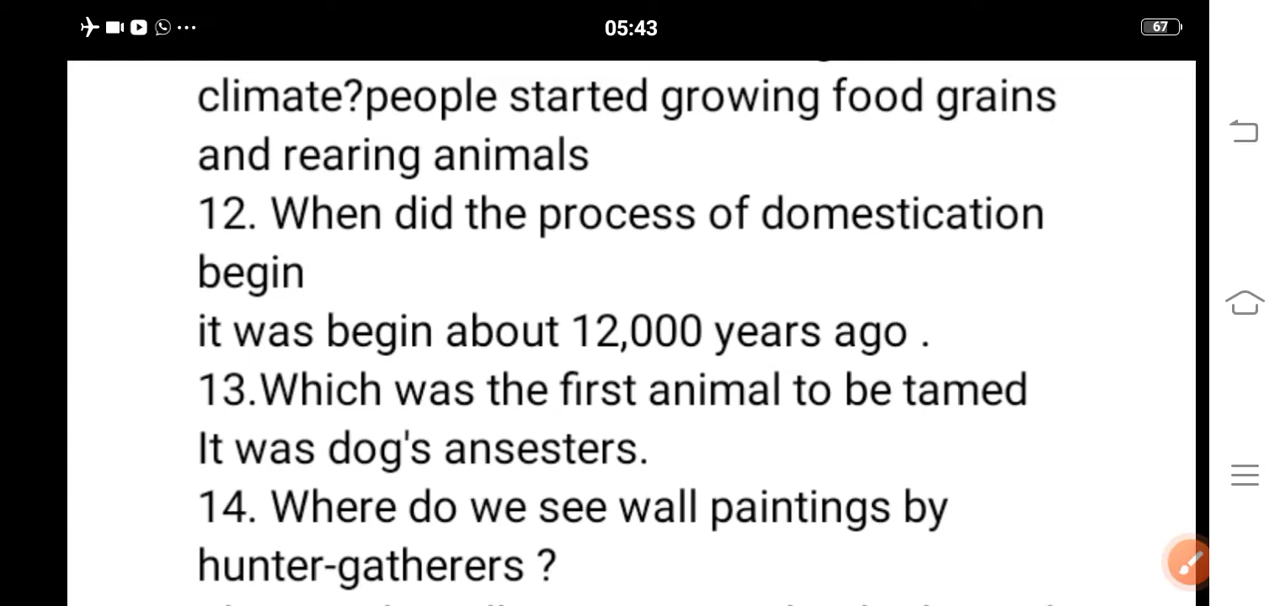 05:43
67
climate?people started growing food grains
and rearing animals
12. When did the process of domestication
begin
it was begin about 12,000 years ago .
13.Which was the first animal to be tamed
It was dog's ansesters.
14. Where do we see wall paintings by
hunter-gatherers ?